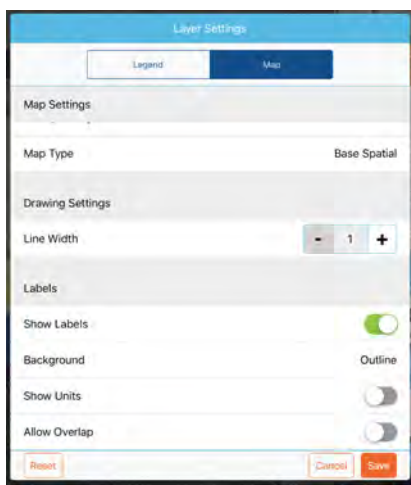 Layer Settings
Legend Map
Map Settings
Map Type Base Spatial
Drawing Settings
Line Width - 1 +
Labels
Show Labels
Background Outline
Show Units
Allow Overlap
Reset Cancel Save